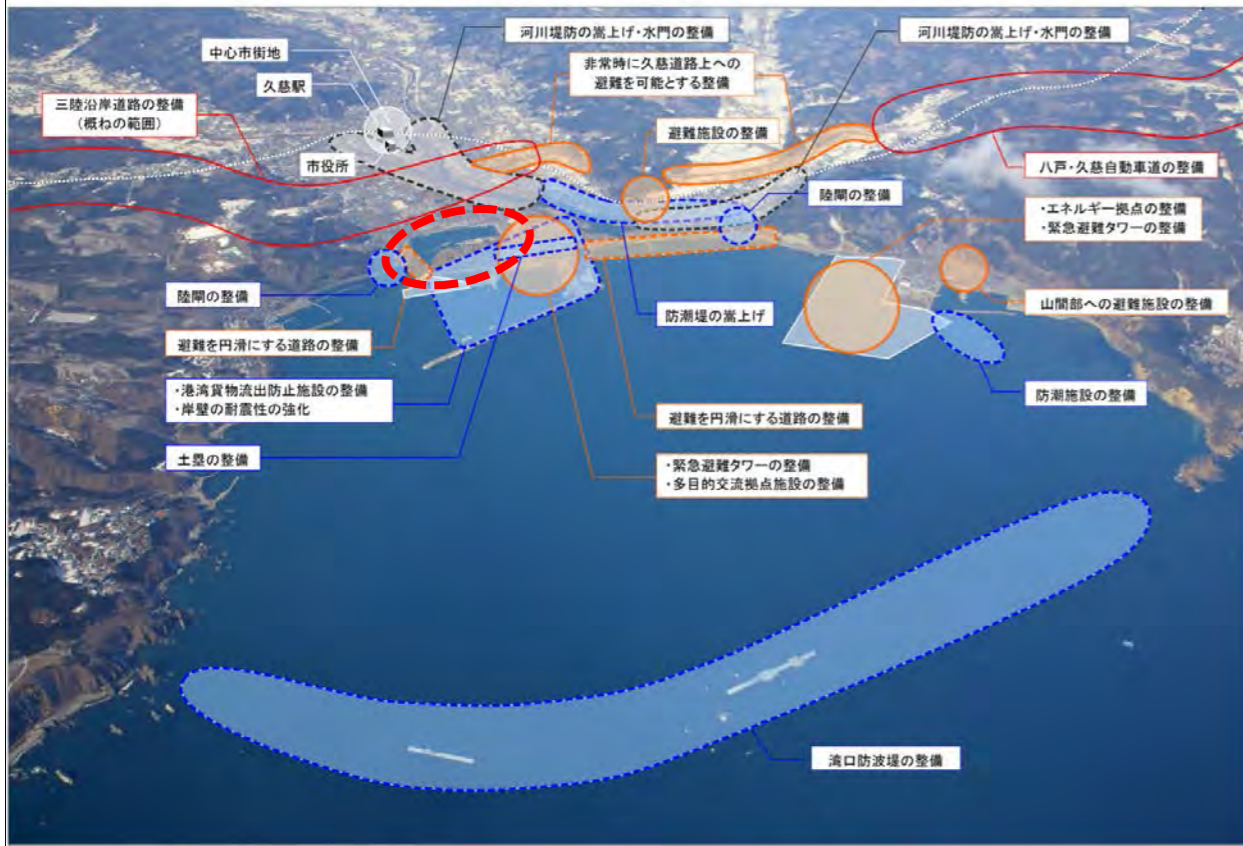 河川堤防の嵩上げ・水門の整備
河川堤防の嵩上げ・水門の整備
中心市街地
非常時に久慈道路上への
避難を可能とする整備
久慈駅
三陸沿岸道路の整備
（概ねの範囲）
避難施設の整備
市役所
八戸・久慈自動車道の整備
陸閘の整備
・エネルギー拠点の整備
・緊急避難タワーの整備
陸閘の整備
防潮堤の嵩上げ
山間部への避難施設の整備
避難を円滑にする道路の整備
・港湾貨物流出防止施設の整備
・岸壁の耐震性の強化
防潮施設の整備
避難を円滑にする道路の整備
土塁の整備
・緊急避難タワーの整備
・多目的交流拠点施設の整備
湾口防波堤の整備